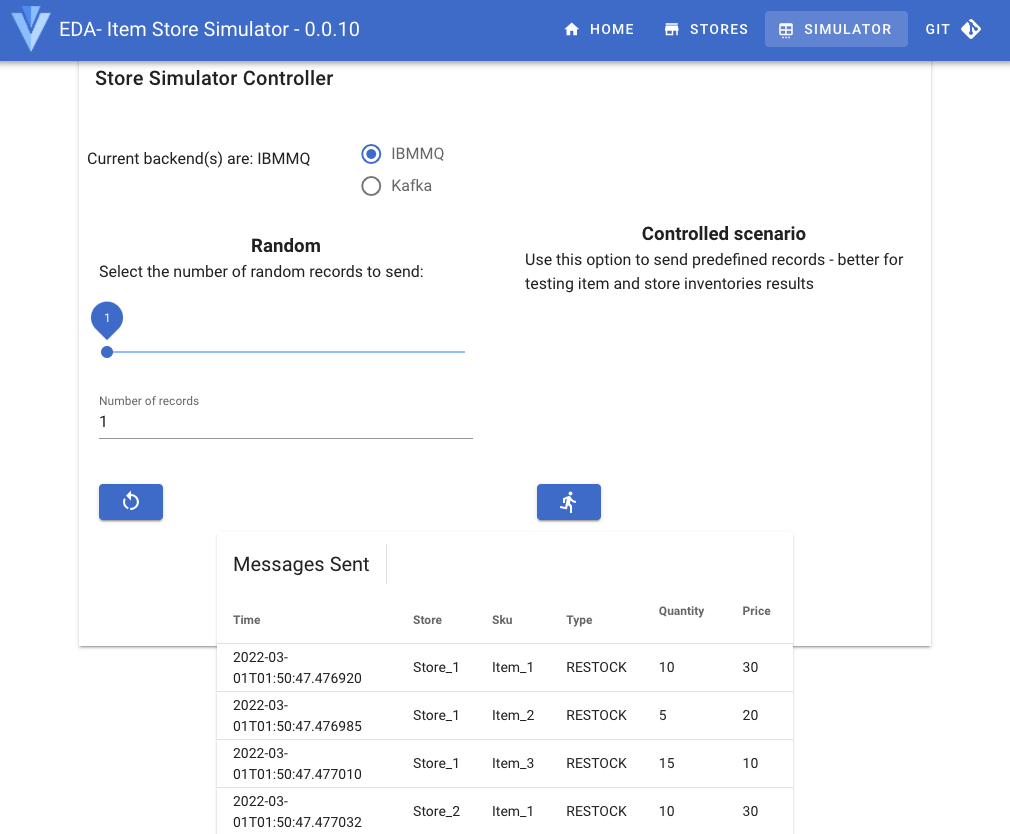 EDA- Item Store Simulator - 0.0.10
HOME
STORES
SIMULATOR
GIT
Store Simulator Controller
Current backend(s) are: IBMMQ
IBMMQ
Kafka
Random
Select the number of random records to send:
1
Number of records
1
Controlled scenario
Use this option to send predefined records - better for
testing item and store inventories results
Messages Sent
Time Store Sku Type Quantity Price
2022-03-
01T01:50:47.476920 Store_1 Item_1 RESTOCK 10 30
2022-03-
01T01:50:47.476985 Store_1 Item_2 RESTOCK 5 20
2022-03-
01T01:50:47.477010 Store_1 Item_3 RESTOCK 15 10
2022-03-
01T01:50:47.477032 Store_2 Item_1 RESTOCK 10 30